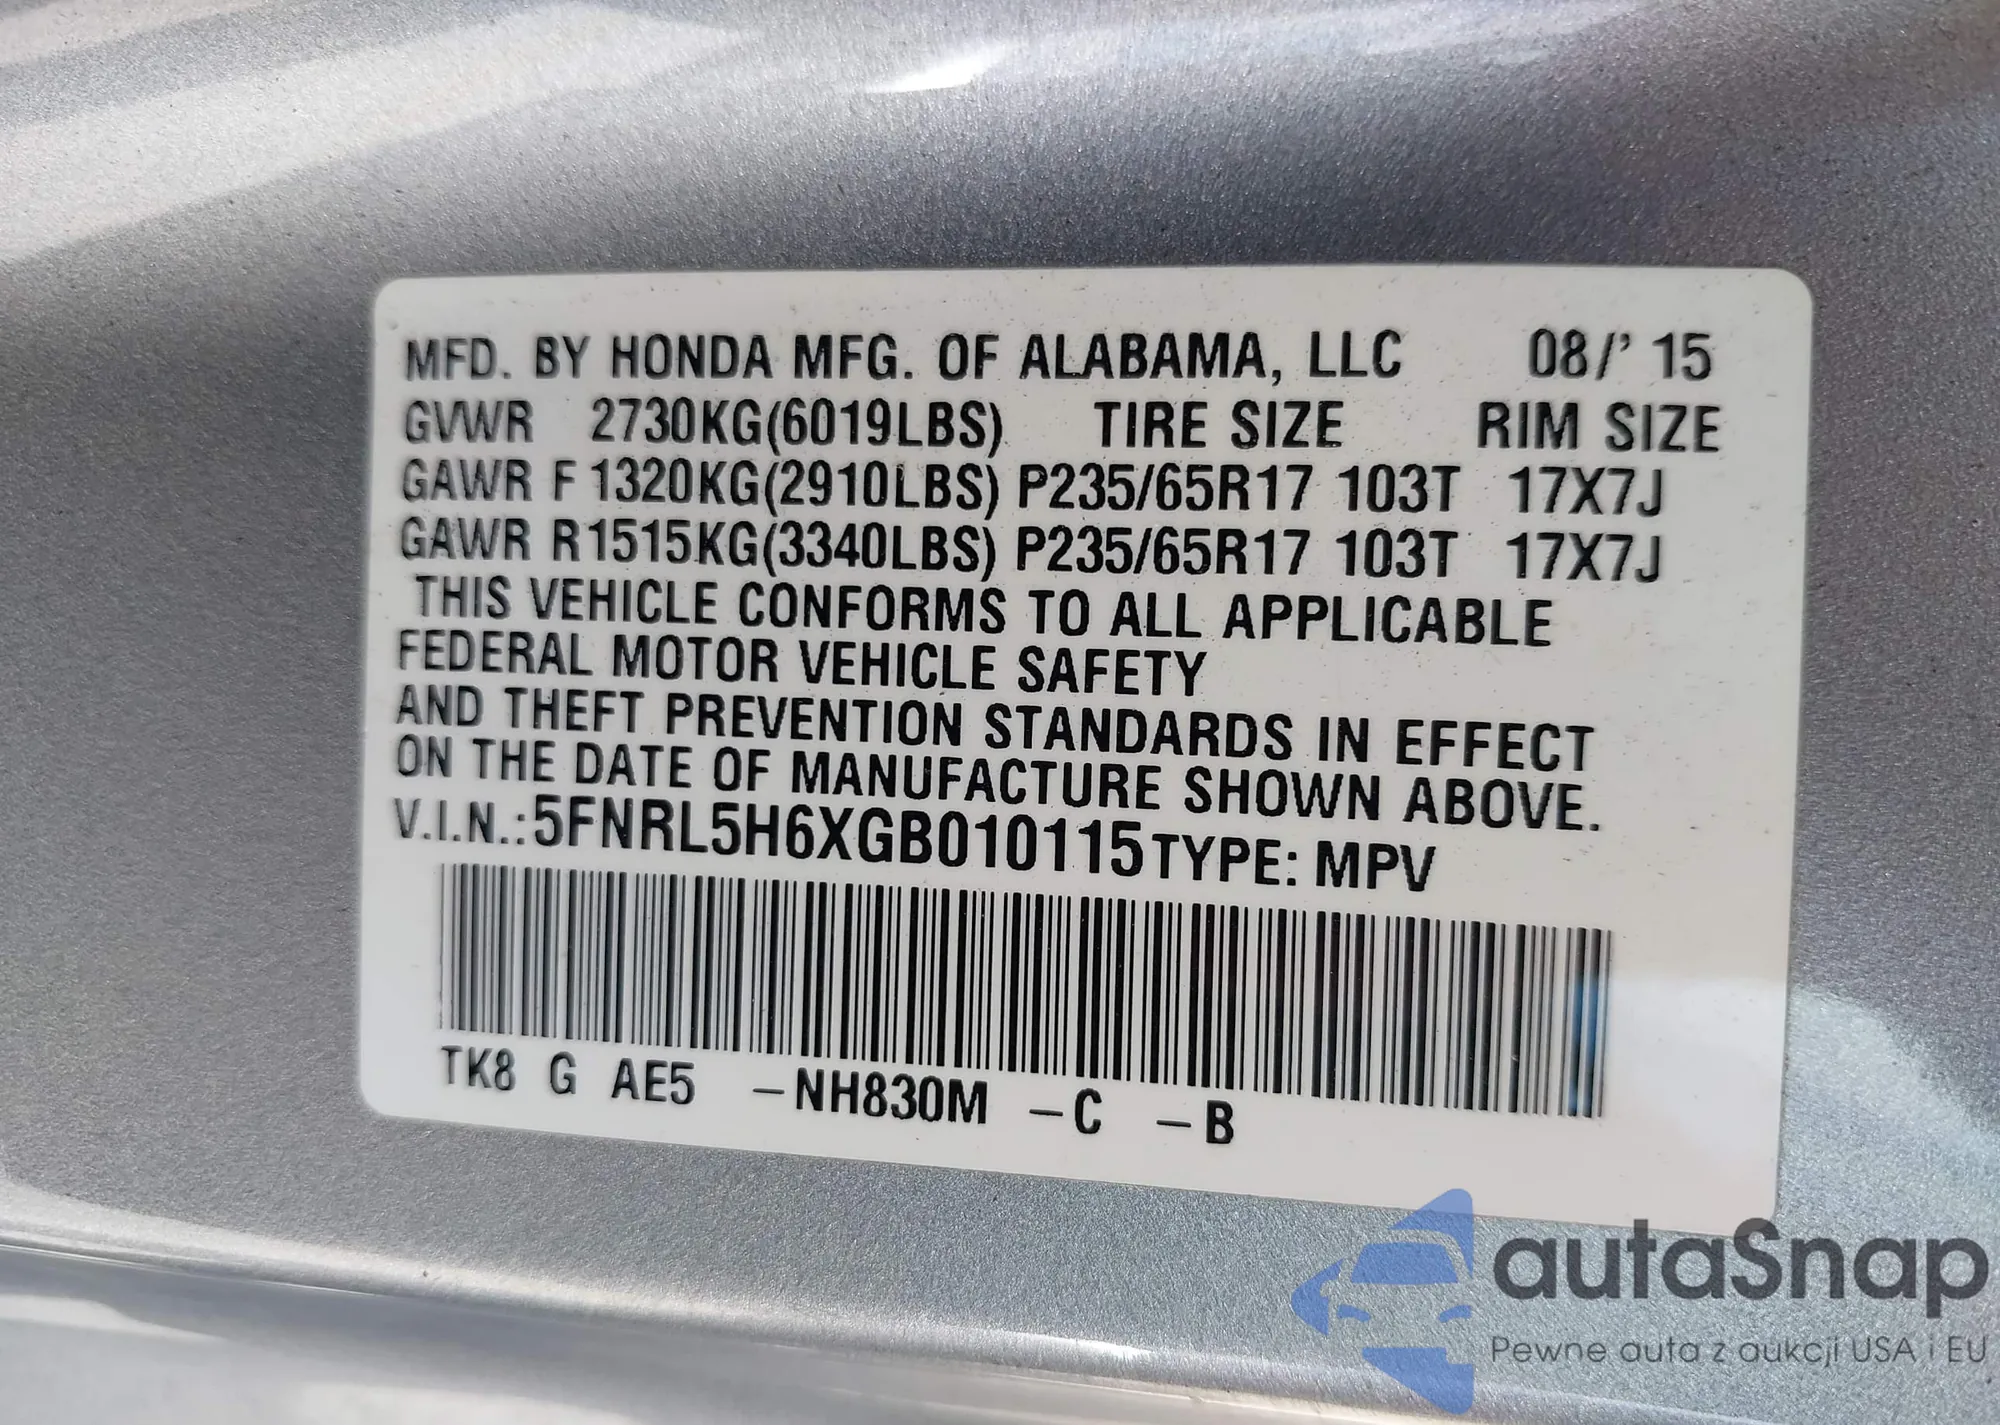 MFD. BY HONDA MFG. OF ALABAMA, LLC 08/' 15
GVWR 2730KG(6019LBS) TIRE SIZE RIM SIZE
GAWR F 1320KG(2910LBS) P235/65R17 103T 17X7J
GAWR R1515KG(3340LBS) P235/65R17 103T 17X7J
THIS VEHICLE CONFORMS TO ALL APPLICABLE
FEDERAL MOTOR VEHICLE SAFETY
AND THEFT PREVENTION STANDARDS IN EFFECT
ON THE DATE OF MANUFACTURE SHOWN ABOVE.
V.I.N.:5FNRL5H6XGB010115TYPE: MPV
TK8 G AE5 -NH830M -C -B
autaSnap
Pewne auta z aukcji USA i EU